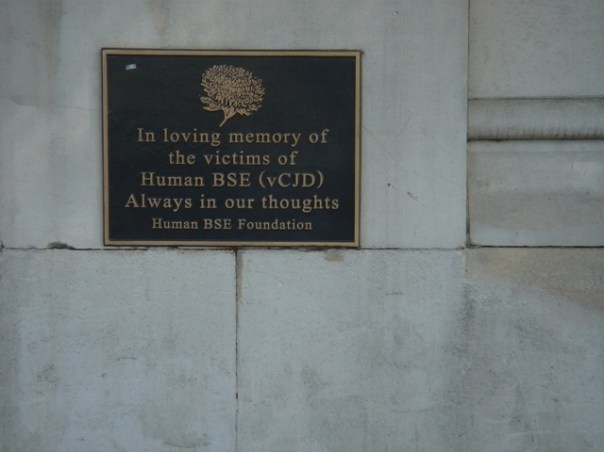 In loving memory of
the victims of
Human BSE (vCJD)
Always in our thoughts
Human BSE Foundation